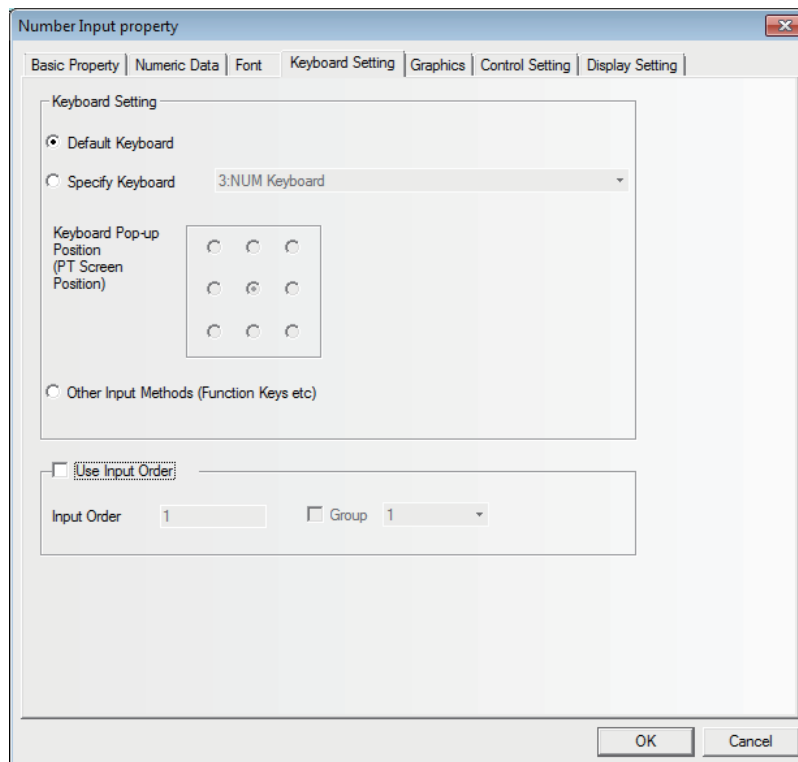 Number Input property
Basic Property Numeric Data Font Keyboard Setting Graphics Control Setting Display Setting
Keyboard Setting
Default Keyboard
Specify Keyboard 3:NUM Keyboard
Keyboard Pop-up
Position
(PT Screen
Position)
Other Input Methods (Function Keys etc)
Use Input Order
Input Order 1 Group 1
OK Cancel